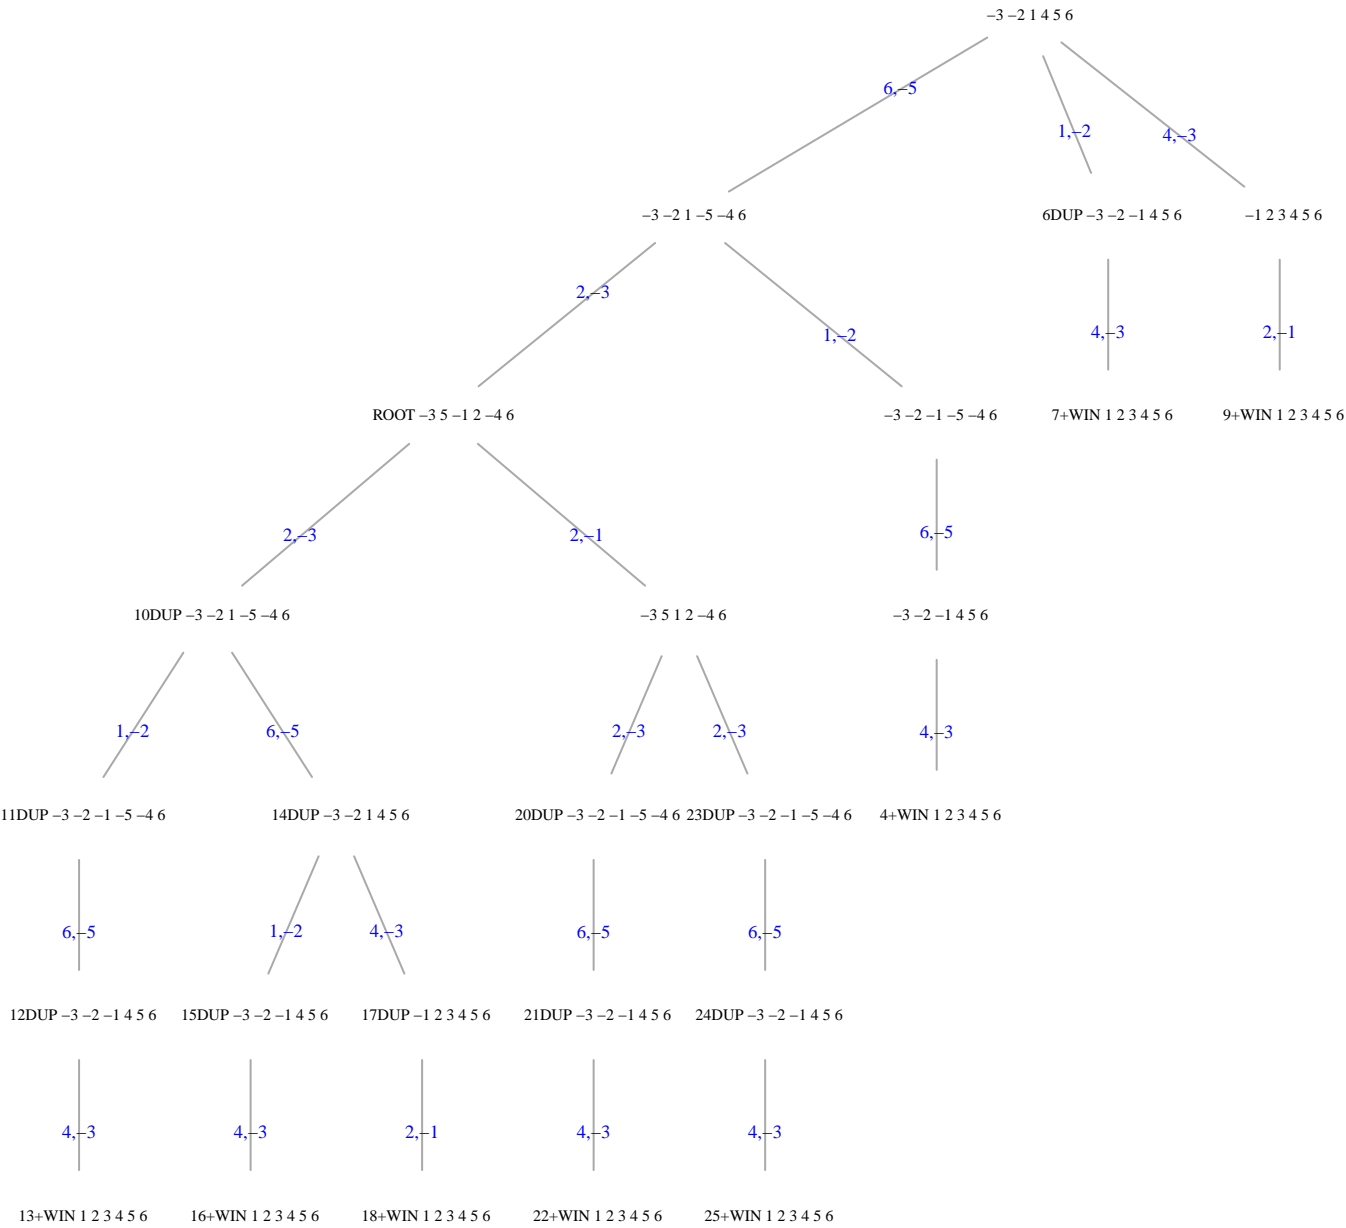 −3 −2 1 4 5 6
6,−5
1,−2
4,−3
−3 −2 1 −5 −4 6
6DUP −3 −2 −1 4 5 6
−1 2 3 4 5 6
2,−3
1,−2
4,−3
2,−1
ROOT −3 5 −1 2 −4 6
−3 −2 −1 −5 −4 6
7+WIN 1 2 3 4 5 6
9+WIN 1 2 3 4 5 6
2,−3
2,−1
6,−5
10DUP −3 −2 1 −5 −4 6
−3 5 1 2 −4 6
−3 −2 −1 4 5 6
1,−2
6,−5
2,−3
2,−3
4,−3
11DUP −3 −2 −1 −5 −4 6
14DUP −3 −2 1 4 5 6
20DUP −3 −2 −1 −5 −4 6
23DUP −3 −2 −1 −5 −4 6
4+WIN 1 2 3 4 5 6
6,−5
1,−2
4,−3
6,−5
6,−5
12DUP −3 −2 −1 4 5 6
15DUP −3 −2 −1 4 5 6
17DUP −1 2 3 4 5 6
21DUP −3 −2 −1 4 5 6
24DUP −3 −2 −1 4 5 6
4,−3
4,−3
2,−1
4,−3
4,−3
13+WIN 1 2 3 4 5 6
16+WIN 1 2 3 4 5 6
18+WIN 1 2 3 4 5 6
22+WIN 1 2 3 4 5 6
25+WIN 1 2 3 4 5 6